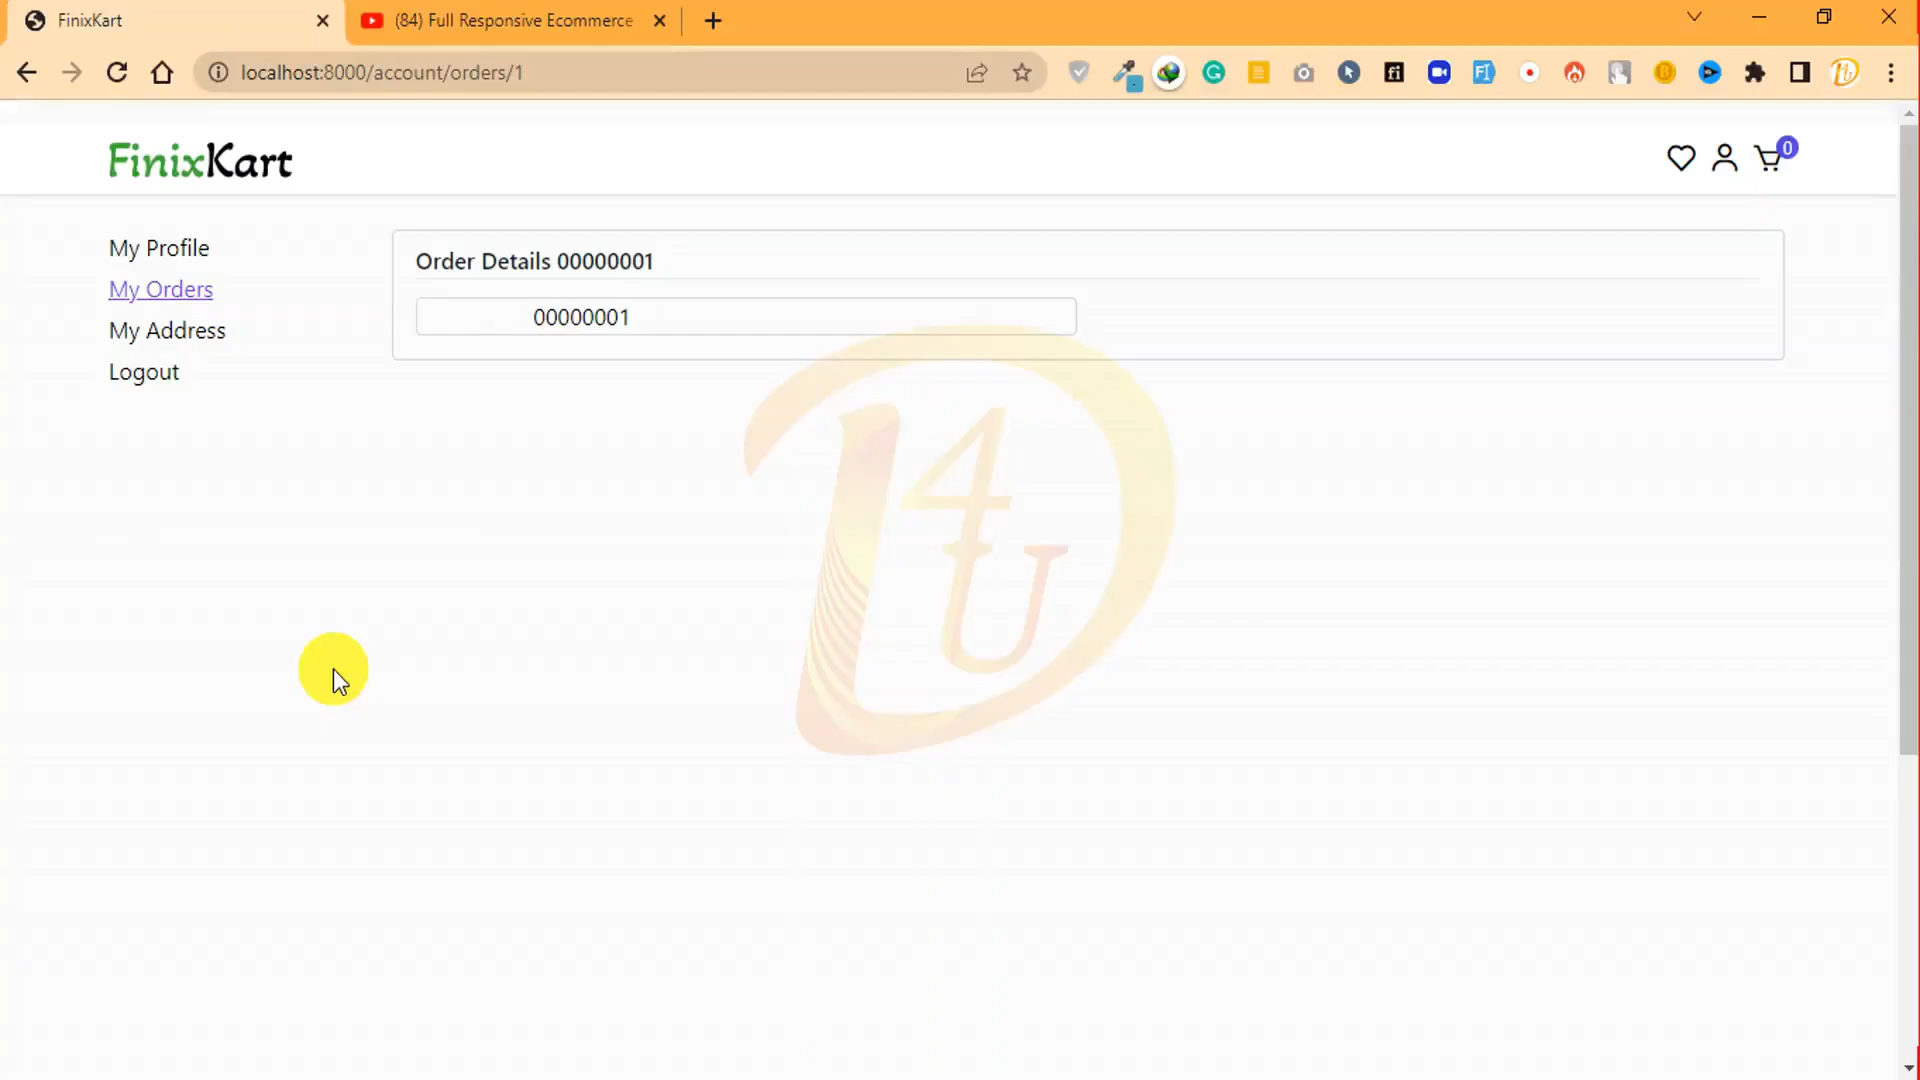 FinixKart
(84) Full Responsive Ecommerce
localhost:8000/account/orders/1
FinixKart
0
My Profile
My Orders
My Address
Logout
Order Details 00000001
00000001
D4U